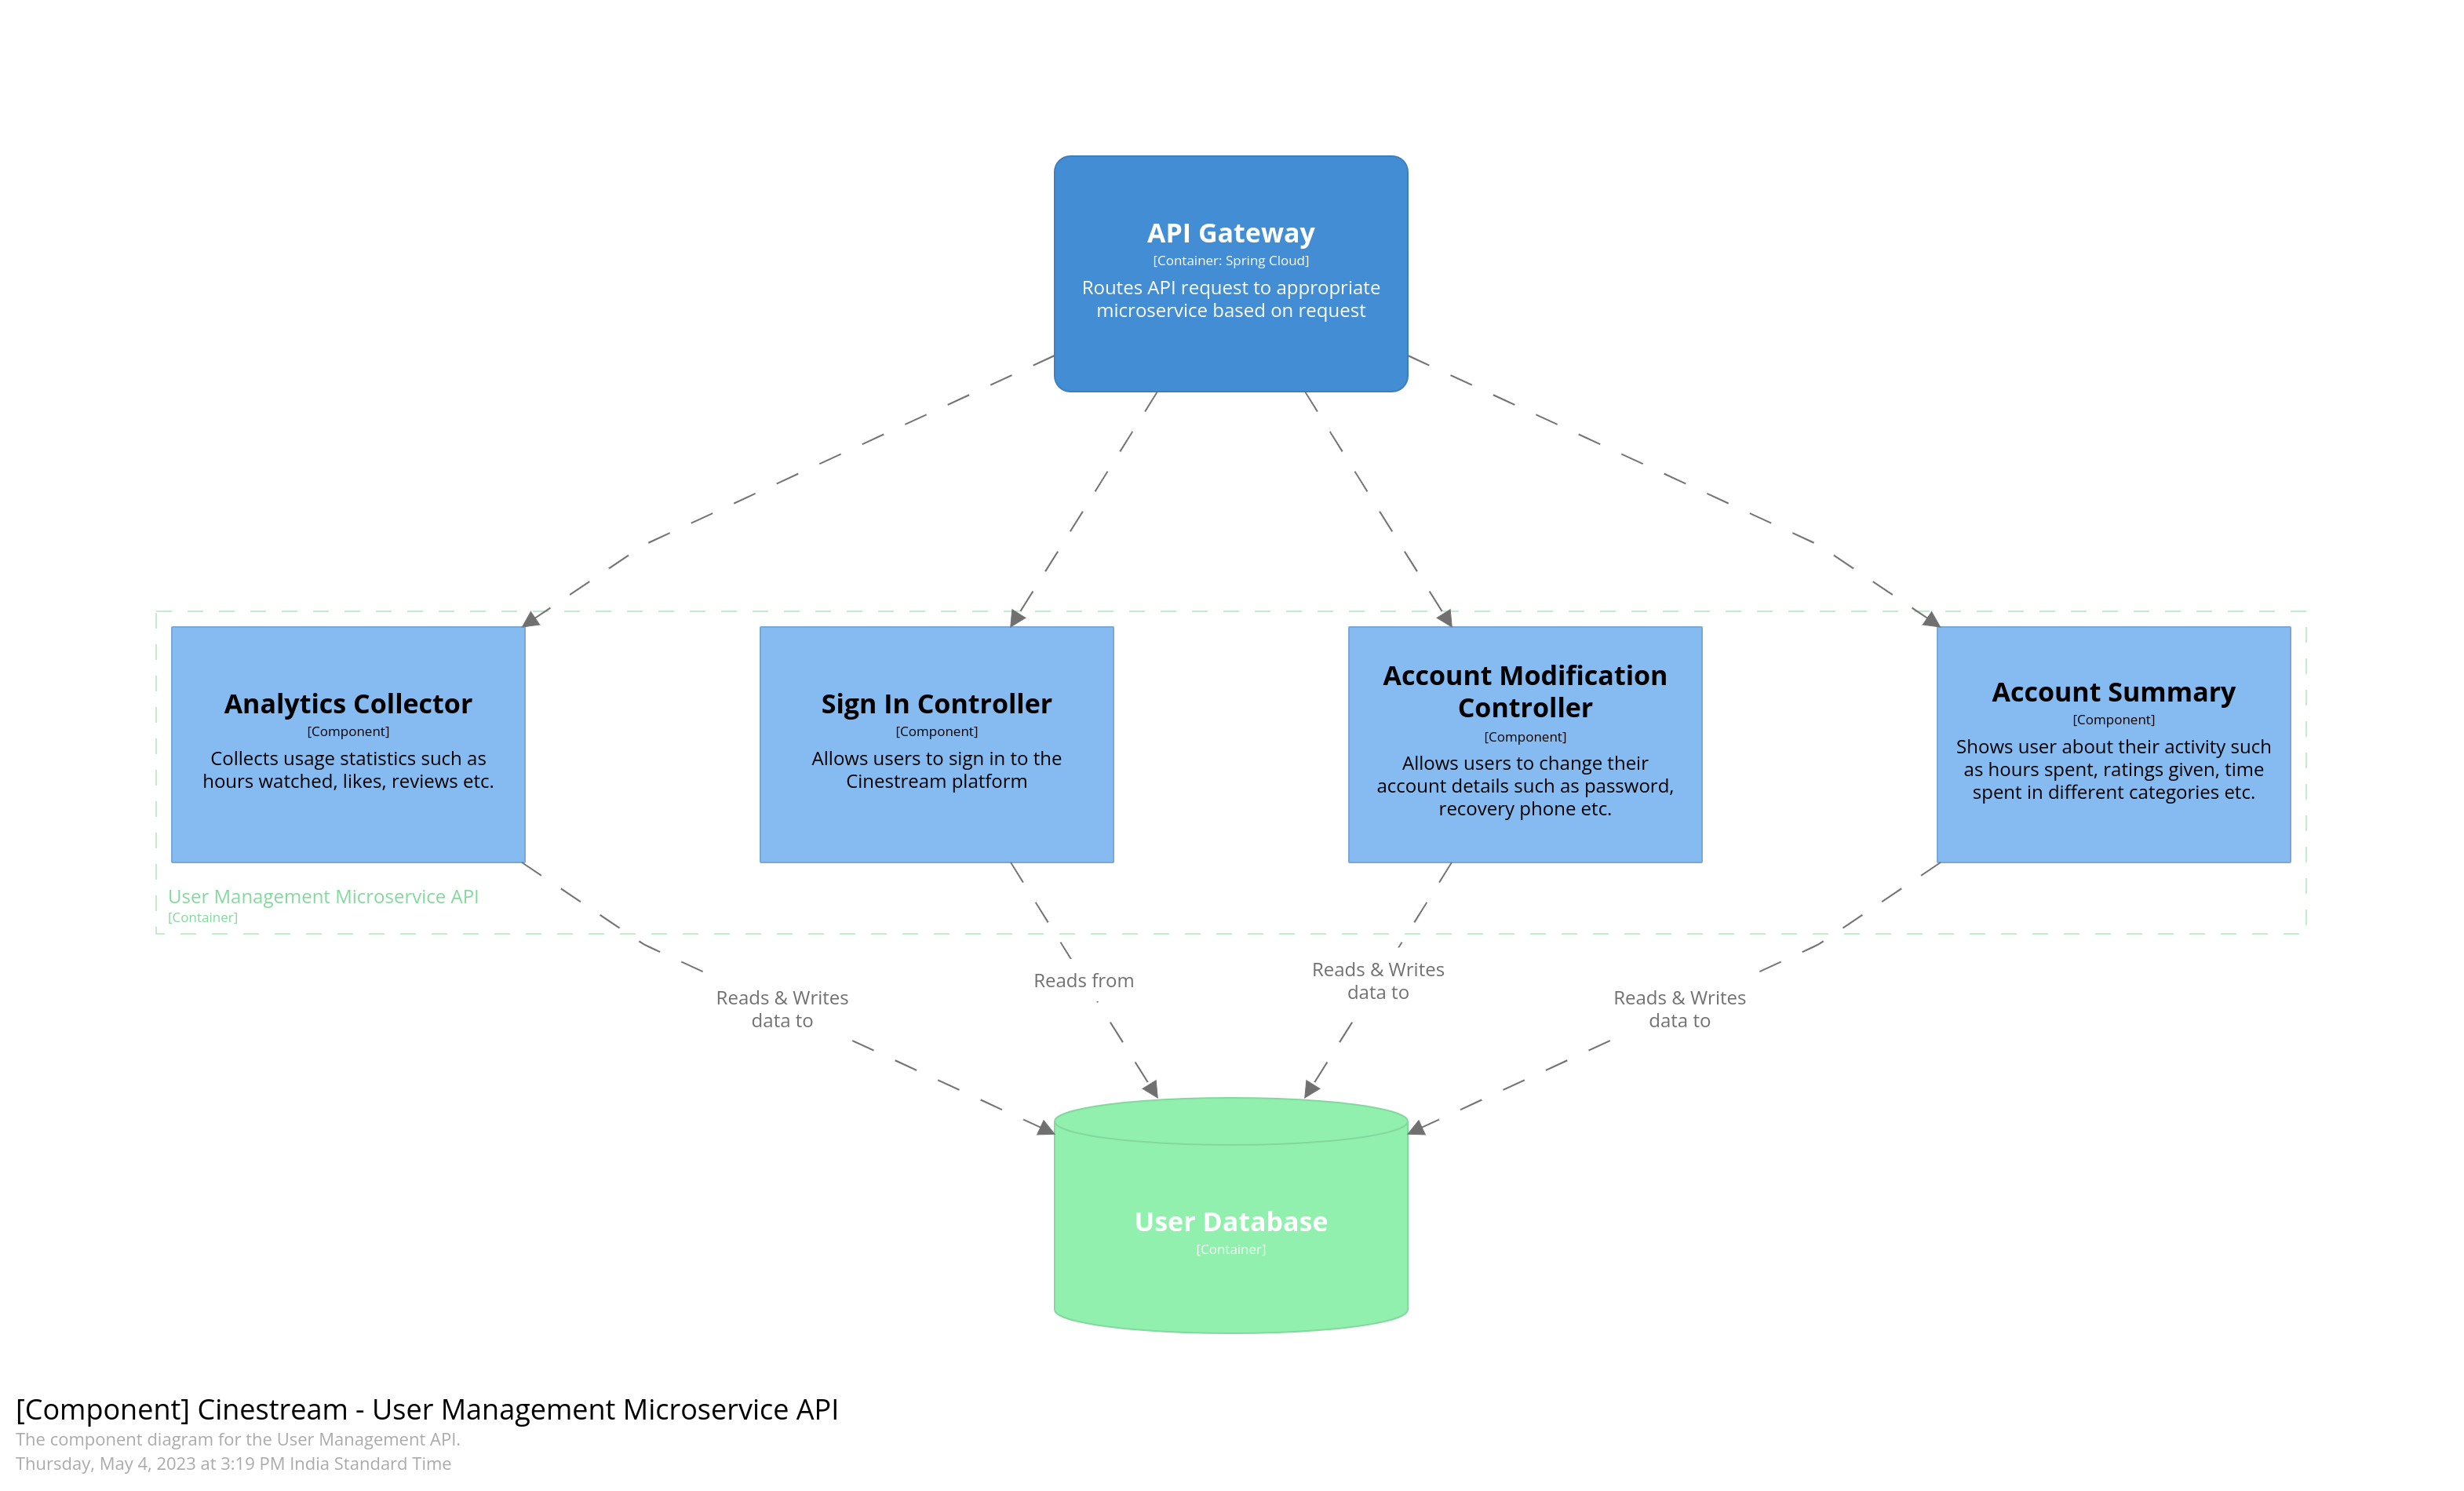 API Gateway
[Container: Spring Cloud]
Routes API request to appropriate
microservice based on request
Analytics Collector
[Component]
Collects usage statistics such as
hours watched, likes, reviews etc.
Sign In Controller
[Component]
Allows users to sign in to the
Cinestream platform
Account Modification
Controller
[Component]
Allows users to change their
account details such as password,
recovery phone etc.
Account Summary
[Component]
Shows user about their activity such
as hours spent, ratings given, time
spent in different categories etc.
User Management Microservice API
[Container]
Reads & Writes
data to
Reads from
Reads & Writes
data to
Reads & Writes
data to
User Database
[Container]
[Component] Cinestream - User Management Microservice API
The component diagram for the User Management API.
Thursday, May 4, 2023 at 3:19 PM India Standard Time